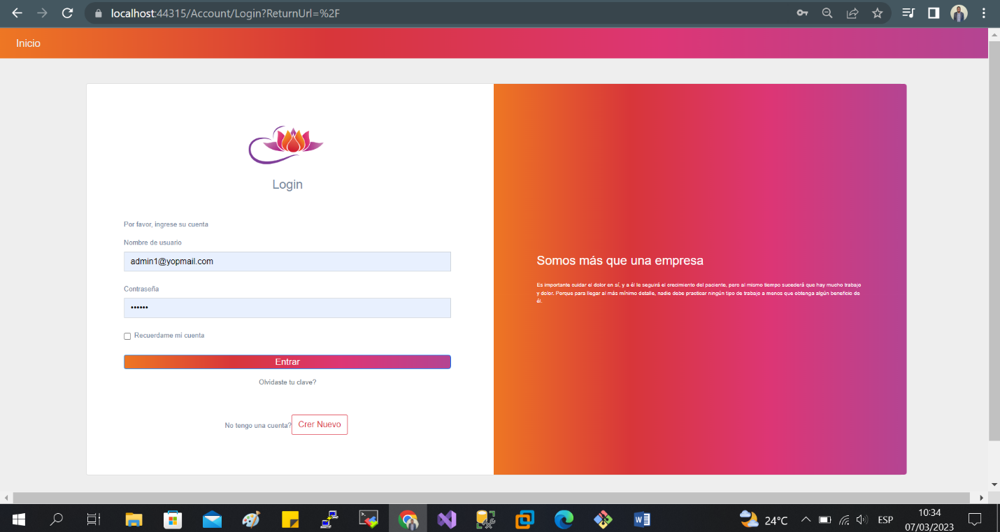 localhost:44315/Account/Login?ReturnUrl=%2F
Inicio
Login
Por favor, ingrese su cuenta
Nombre de usuario
admin1@yopmail.com
Contraseña
••••••
Recuerdame mi cuenta
Entrar
Olvidaste tu clave?
No tengo una cuenta? Crer Nuevo
Somos más que una empresa
Es importante cuidar el dolor en sí, y a él le seguirá el crecimiento del paciente, pero al mismo tiempo sucederá que hay mucho trabajo
y dolor. Porque para llegar al más mínimo detalle, nadie debe practicar ningún tipo de trabajo a menos que obtenga algún beneficio de
él.
24°C
ESP
10:34
07/03/2023